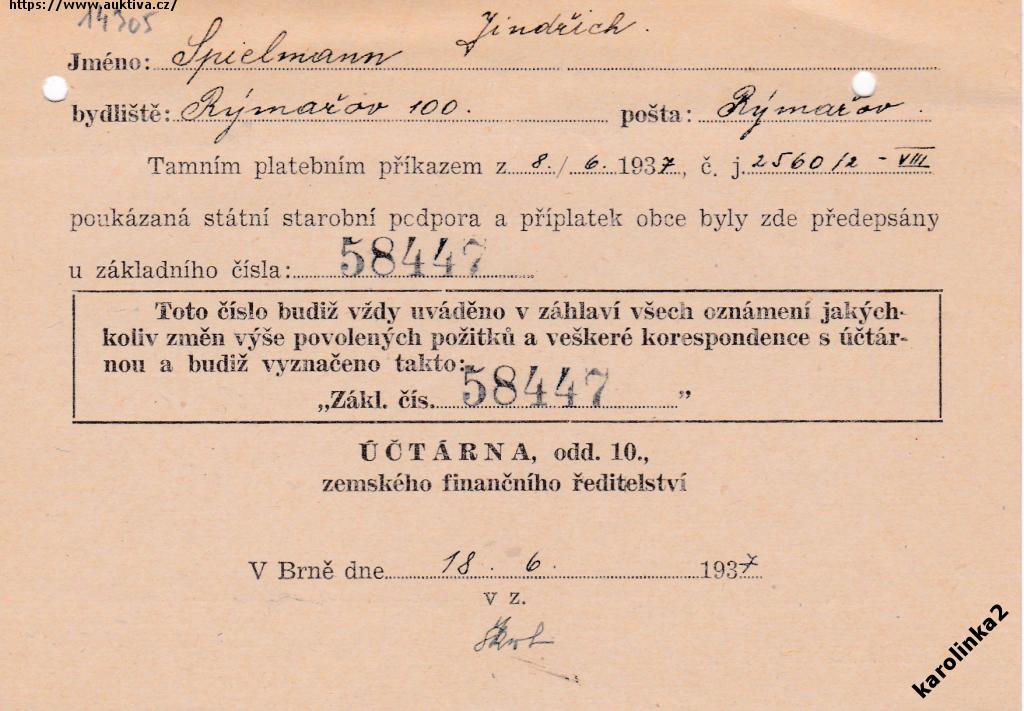 https://www.auktiva.cz/
14305
Jméno: Spielmann Jindřich.
bydliště: Rýmařov 100. pošta: Rýmařov.
Tamním platebním příkazem z 8./6. 1937, č. j. 2560/2 - VIII
poukázaná státní starobní podpora a příplatek obce byly zde předepsány
u základního čísla: 58447
Toto číslo budiž vždy uváděno v záhlaví všech oznámení jakých-
koliv změn výše povolených požitků a veškeré korespondence s účtár-
nou a budiž vyznačeno takto:
„Zákl. čís. 58447 ”
ÚČTÁRNA, odd. 10.,
zemského finančního ředitelství
V Brně dne 18. 6. 1937
v z.
karolinka2